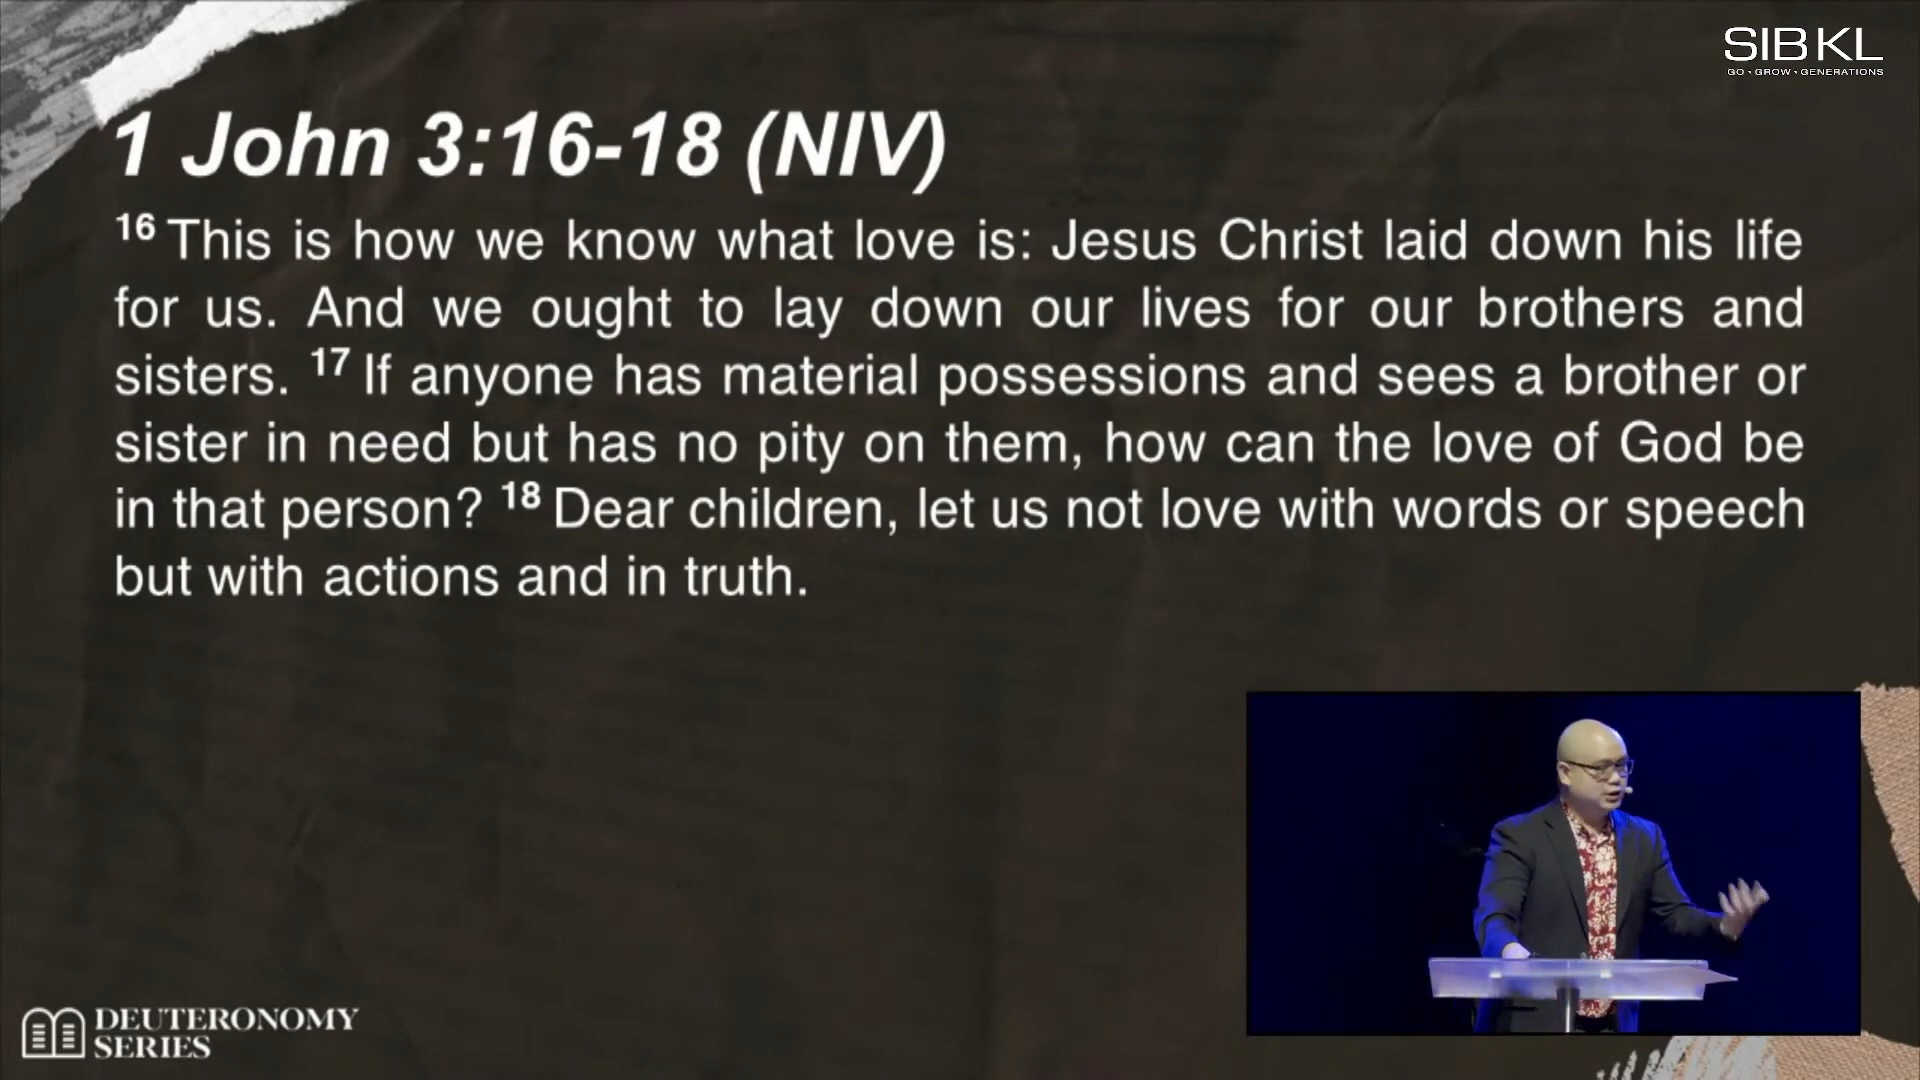 SIBKL
GO · GROW · GENERATIONS
1 John 3:16-18 (NIV)
16 This is how we know what love is: Jesus Christ laid down his life
for us. And we ought to lay down our lives for our brothers and
sisters. 17 If anyone has material possessions and sees a brother or
sister in need but has no pity on them, how can the love of God be
in that person? 18 Dear children, let us not love with words or speech
but with actions and in truth.
DEUTERONOMY
SERIES